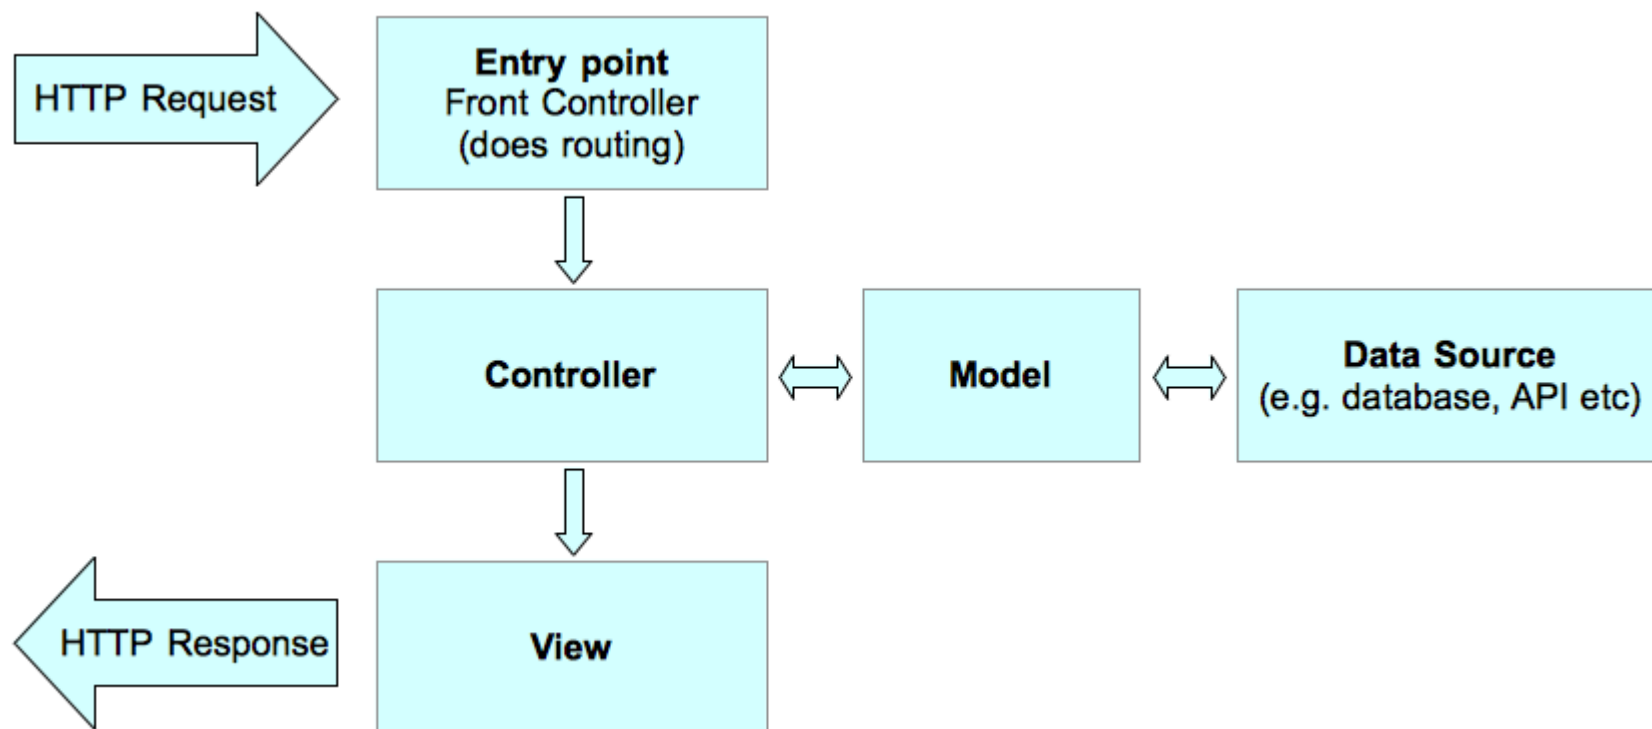 HTTP Request
Entry point
Front Controller
(does routing)
Controller
Model
Data Source
(e.g. database, API etc)
HTTP Response
View